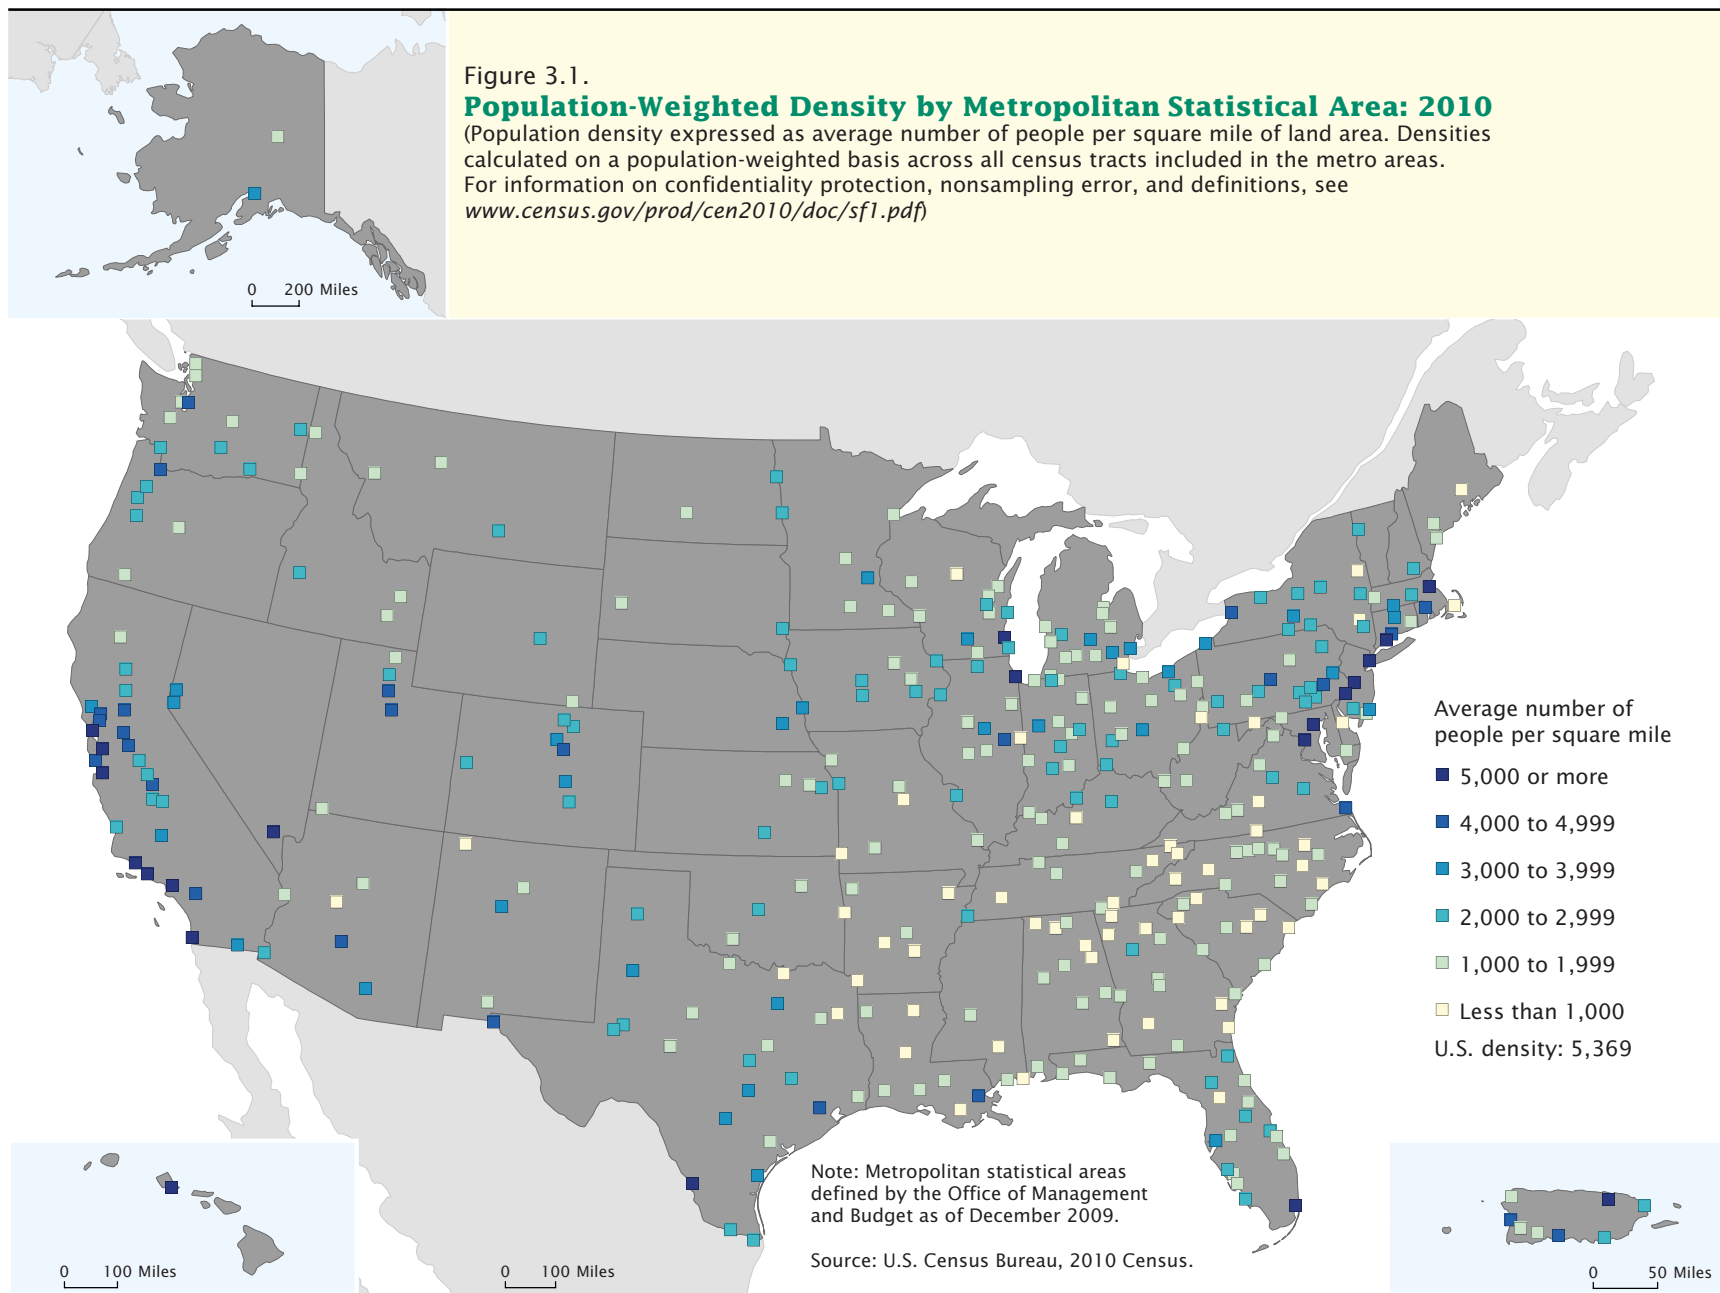 Figure 3.1.
Population-Weighted Density by Metropolitan Statistical Area: 2010
(Population density expressed as average number of people per square mile of land area. Densities
calculated on a population-weighted basis across all census tracts included in the metro areas.
For information on confidentiality protection, nonsampling error, and definitions, see
www.census.gov/prod/cen2010/doc/sf1.pdf)
0 200 Miles
Average number of
people per square mile
5,000 or more
4,000 to 4,999
3,000 to 3,999
2,000 to 2,999
1,000 to 1,999
Less than 1,000
U.S. density: 5,369
Note: Metropolitan statistical areas
defined by the Office of Management
and Budget as of December 2009.
Source: U.S. Census Bureau, 2010 Census.
0 100 Miles
0 100 Miles
0 50 Miles